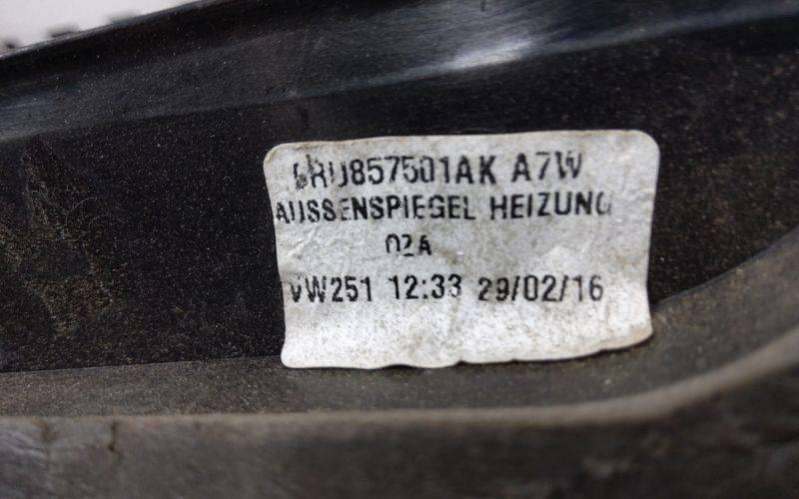 6RU857501AK A7W
AUSSENSPIEGEL HEIZUNG
02A
VW251 12:33 29/02/16